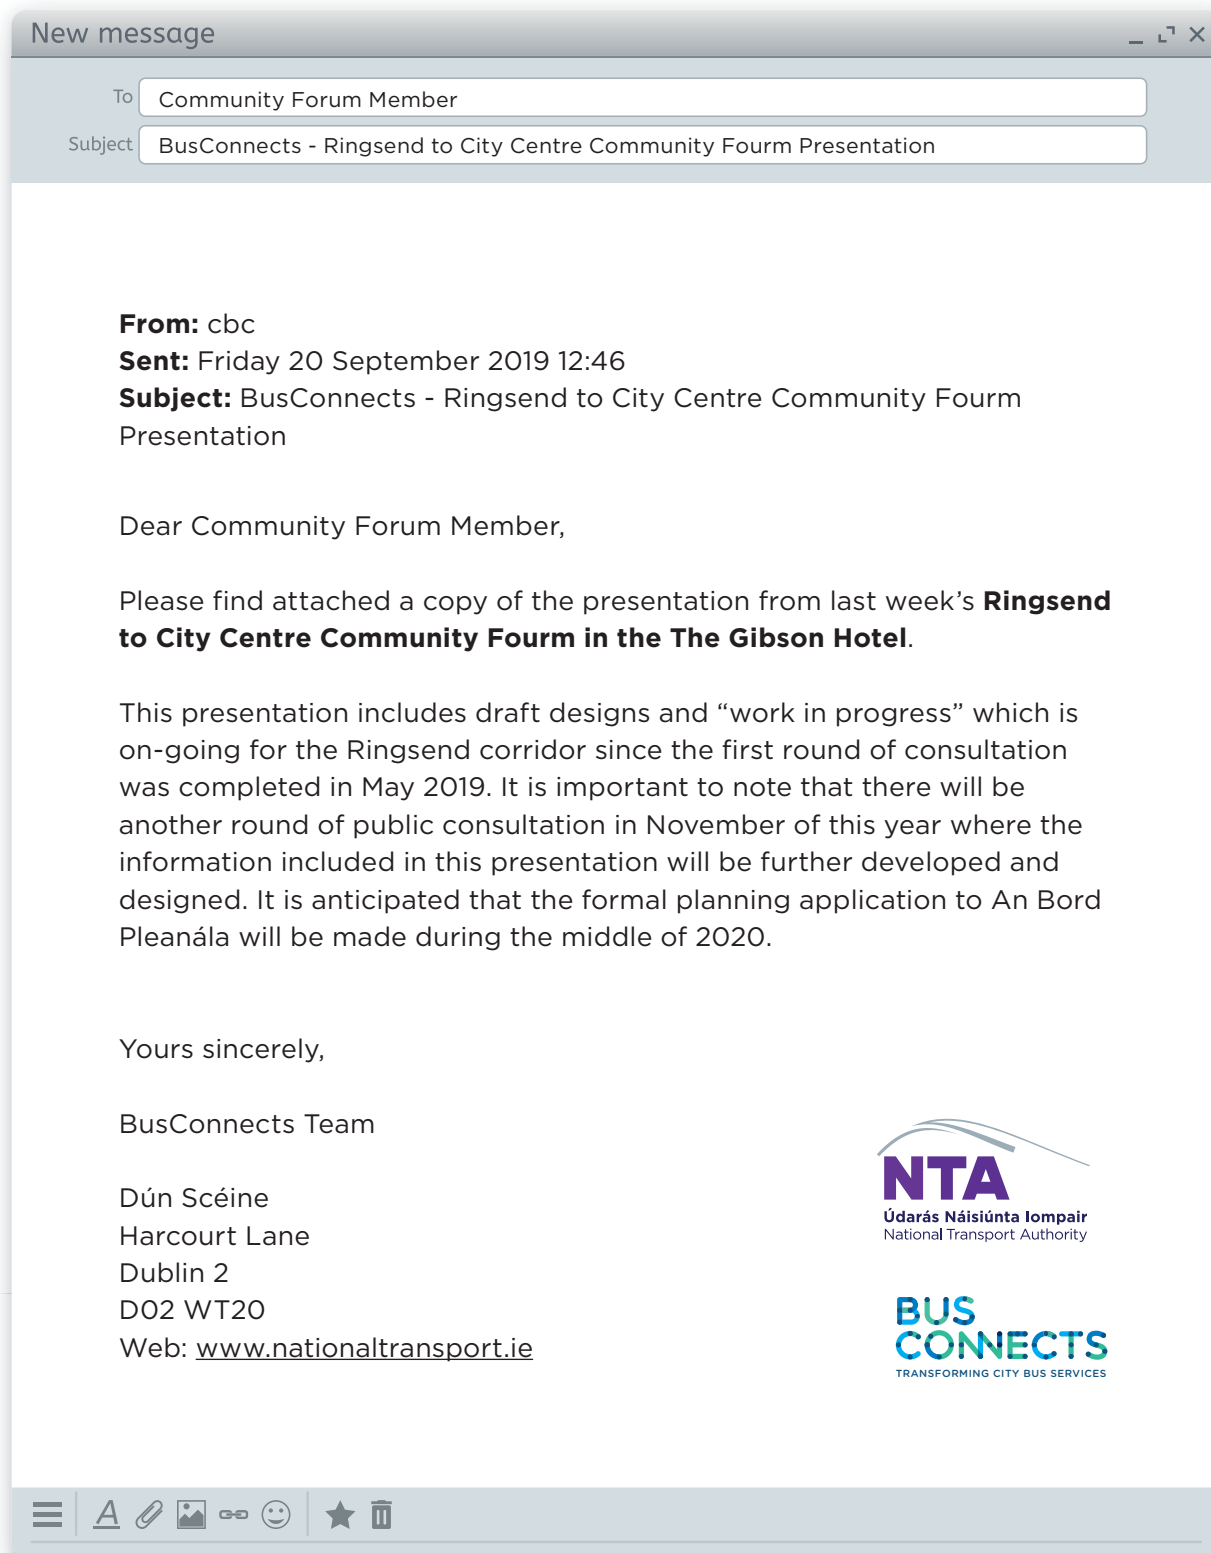 New message
To Community Forum Member
Subject BusConnects - Ringsend to City Centre Community Fourm Presentation
From: cbc
Sent: Friday 20 September 2019 12:46
Subject: BusConnects - Ringsend to City Centre Community Fourm
Presentation
Dear Community Forum Member,
Please find attached a copy of the presentation from last week’s Ringsend
to City Centre Community Fourm in the The Gibson Hotel.
This presentation includes draft designs and “work in progress” which is
on-going for the Ringsend corridor since the first round of consultation
was completed in May 2019. It is important to note that there will be
another round of public consultation in November of this year where the
information included in this presentation will be further developed and
designed. It is anticipated that the formal planning application to An Bord
Pleanála will be made during the middle of 2020.
Yours sincerely,
BusConnects Team
Dún Scéine
Harcourt Lane
Dublin 2
D02 WT20
Web: www.nationaltransport.ie
NTA
Údarás Náisiúnta Iompair
National Transport Authority
BUS
CONNECTS
TRANSFORMING CITY BUS SERVICES